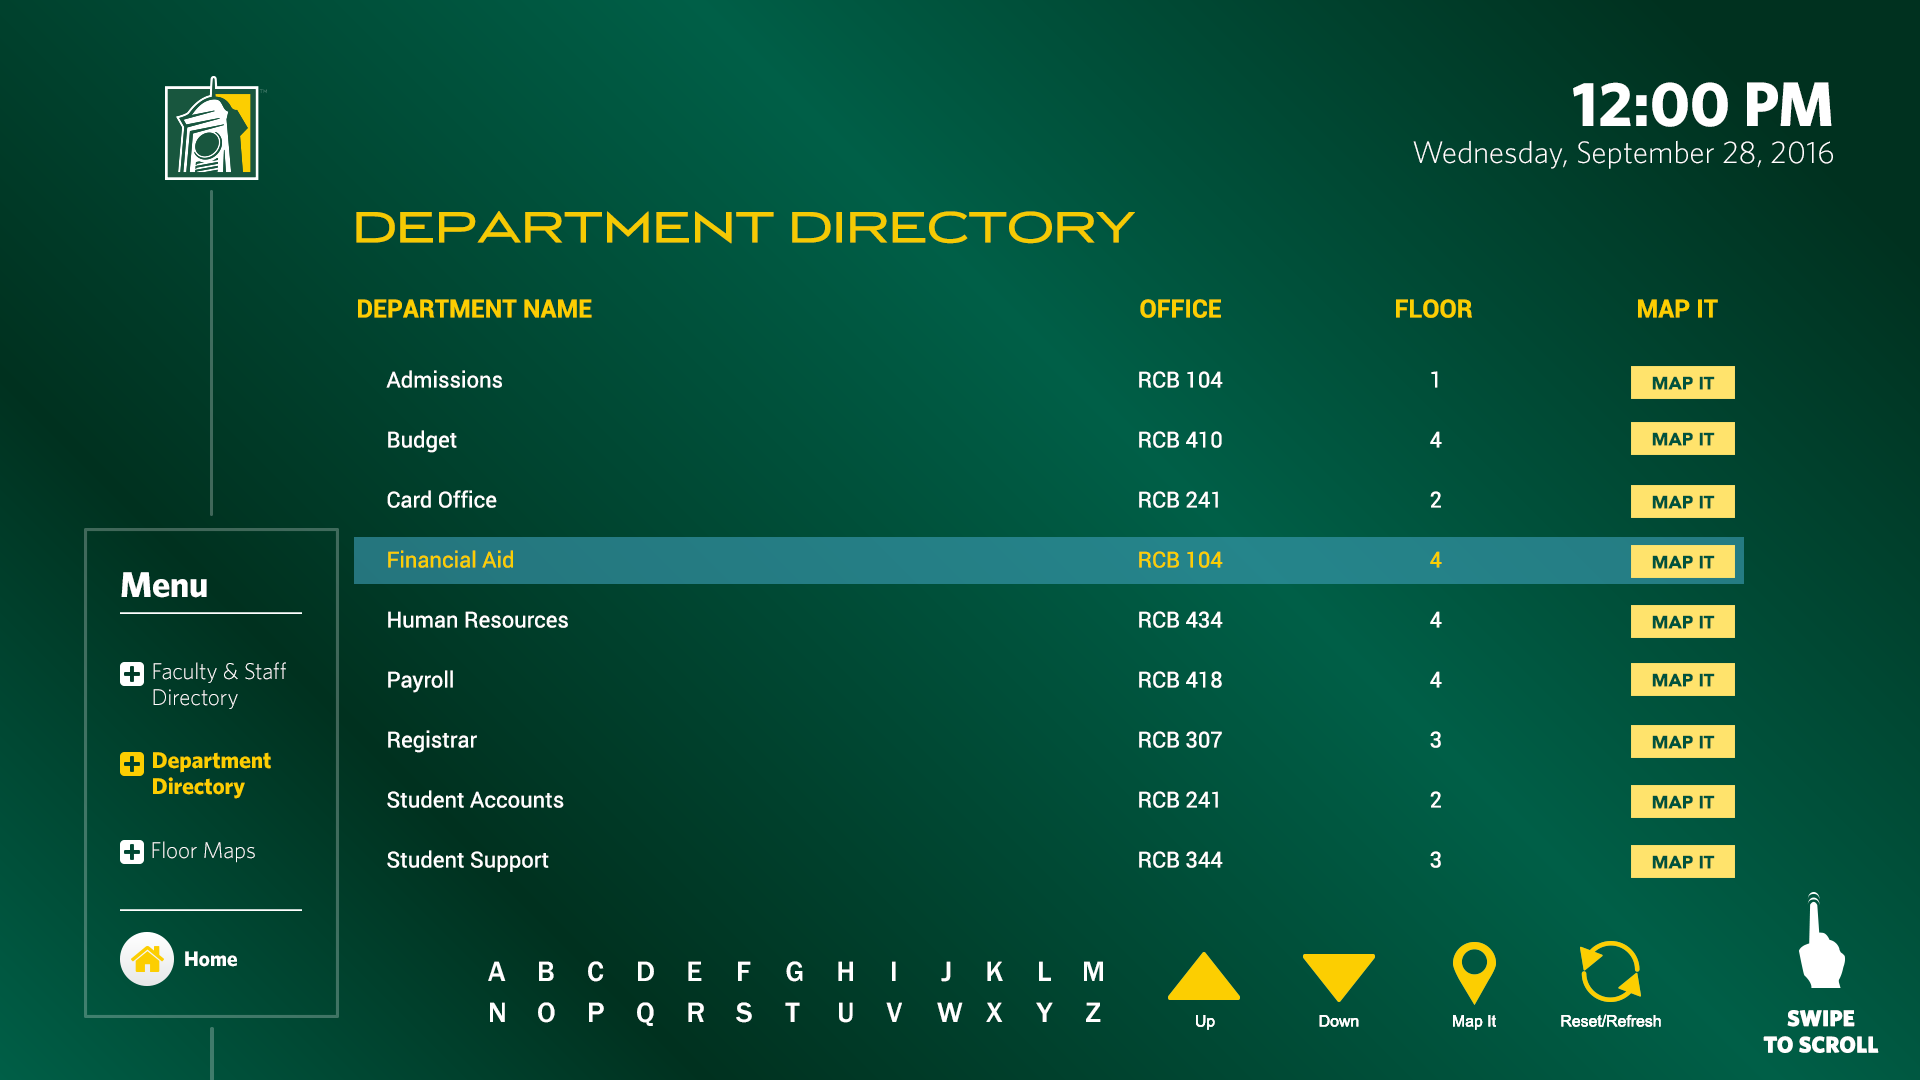 12:00 PM
Wednesday, September 28, 2016
DEPARTMENT DIRECTORY
DEPARTMENT NAME OFFICE FLOOR MAP IT
Admissions RCB 104 1 MAP IT
Budget RCB 410 4 MAP IT
Card Office RCB 241 2 MAP IT
Financial Aid RCB 104 4 MAP IT
Human Resources RCB 434 4 MAP IT
Payroll RCB 418 4 MAP IT
Registrar RCB 307 3 MAP IT
Student Accounts RCB 241 2 MAP IT
Student Support RCB 344 3 MAP IT
Menu
Faculty & Staff
Directory
Department
Directory
Floor Maps
Home
A B C D E F G H I J K L M
N O P Q R S T U V W X Y Z
Up
Down
Map It
Reset/Refresh
SWIPE
TO SCROLL